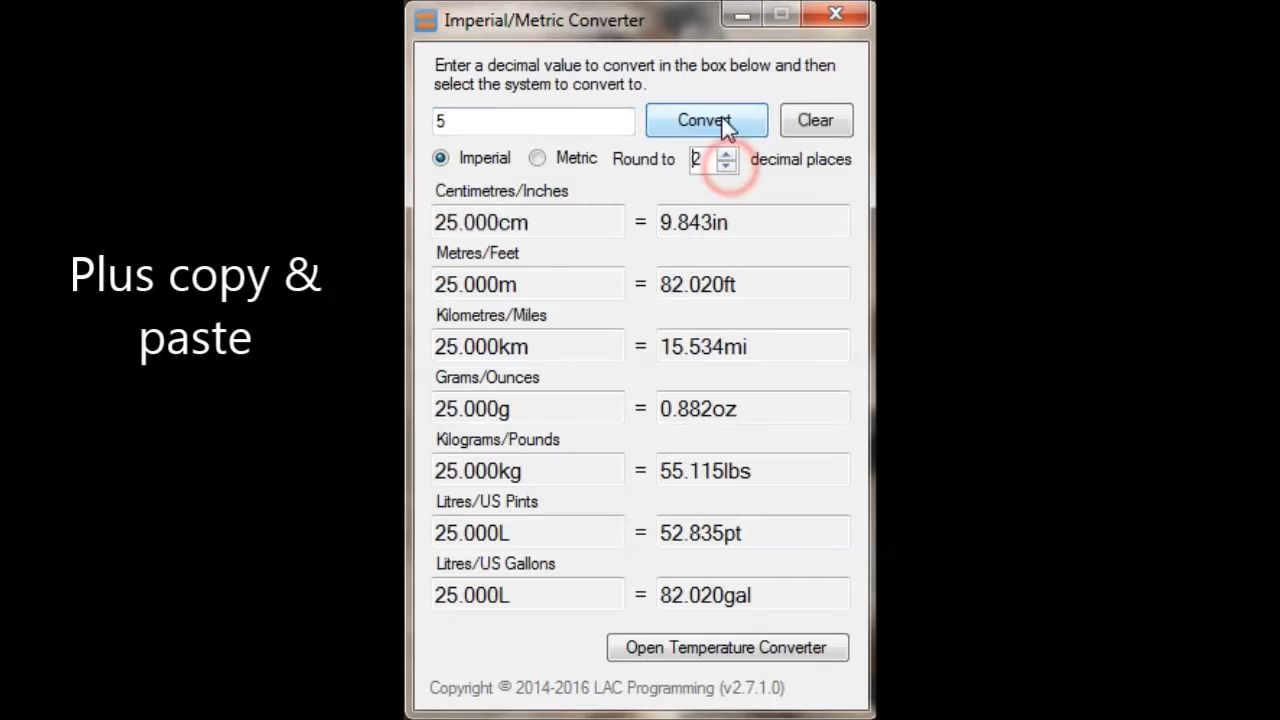 Imperial/Metric Converter
Enter a decimal value to convert in the box below and then
select the system to convert to.
5
Convert
Clear
Imperial
Metric
Round to
2
decimal places
Centimetres/Inches
25.000cm = 9.843in
Metres/Feet
25.000m = 82.020ft
Kilometres/Miles
25.000km = 15.534mi
Grams/Ounces
25.000g = 0.882oz
Kilograms/Pounds
25.000kg = 55.115lbs
Litres/US Pints
25.000L = 52.835pt
Litres/US Gallons
25.000L = 82.020gal
Open Temperature Converter
Copyright © 2014-2016 LAC Programming (v2.7.1.0)
Plus copy &
paste